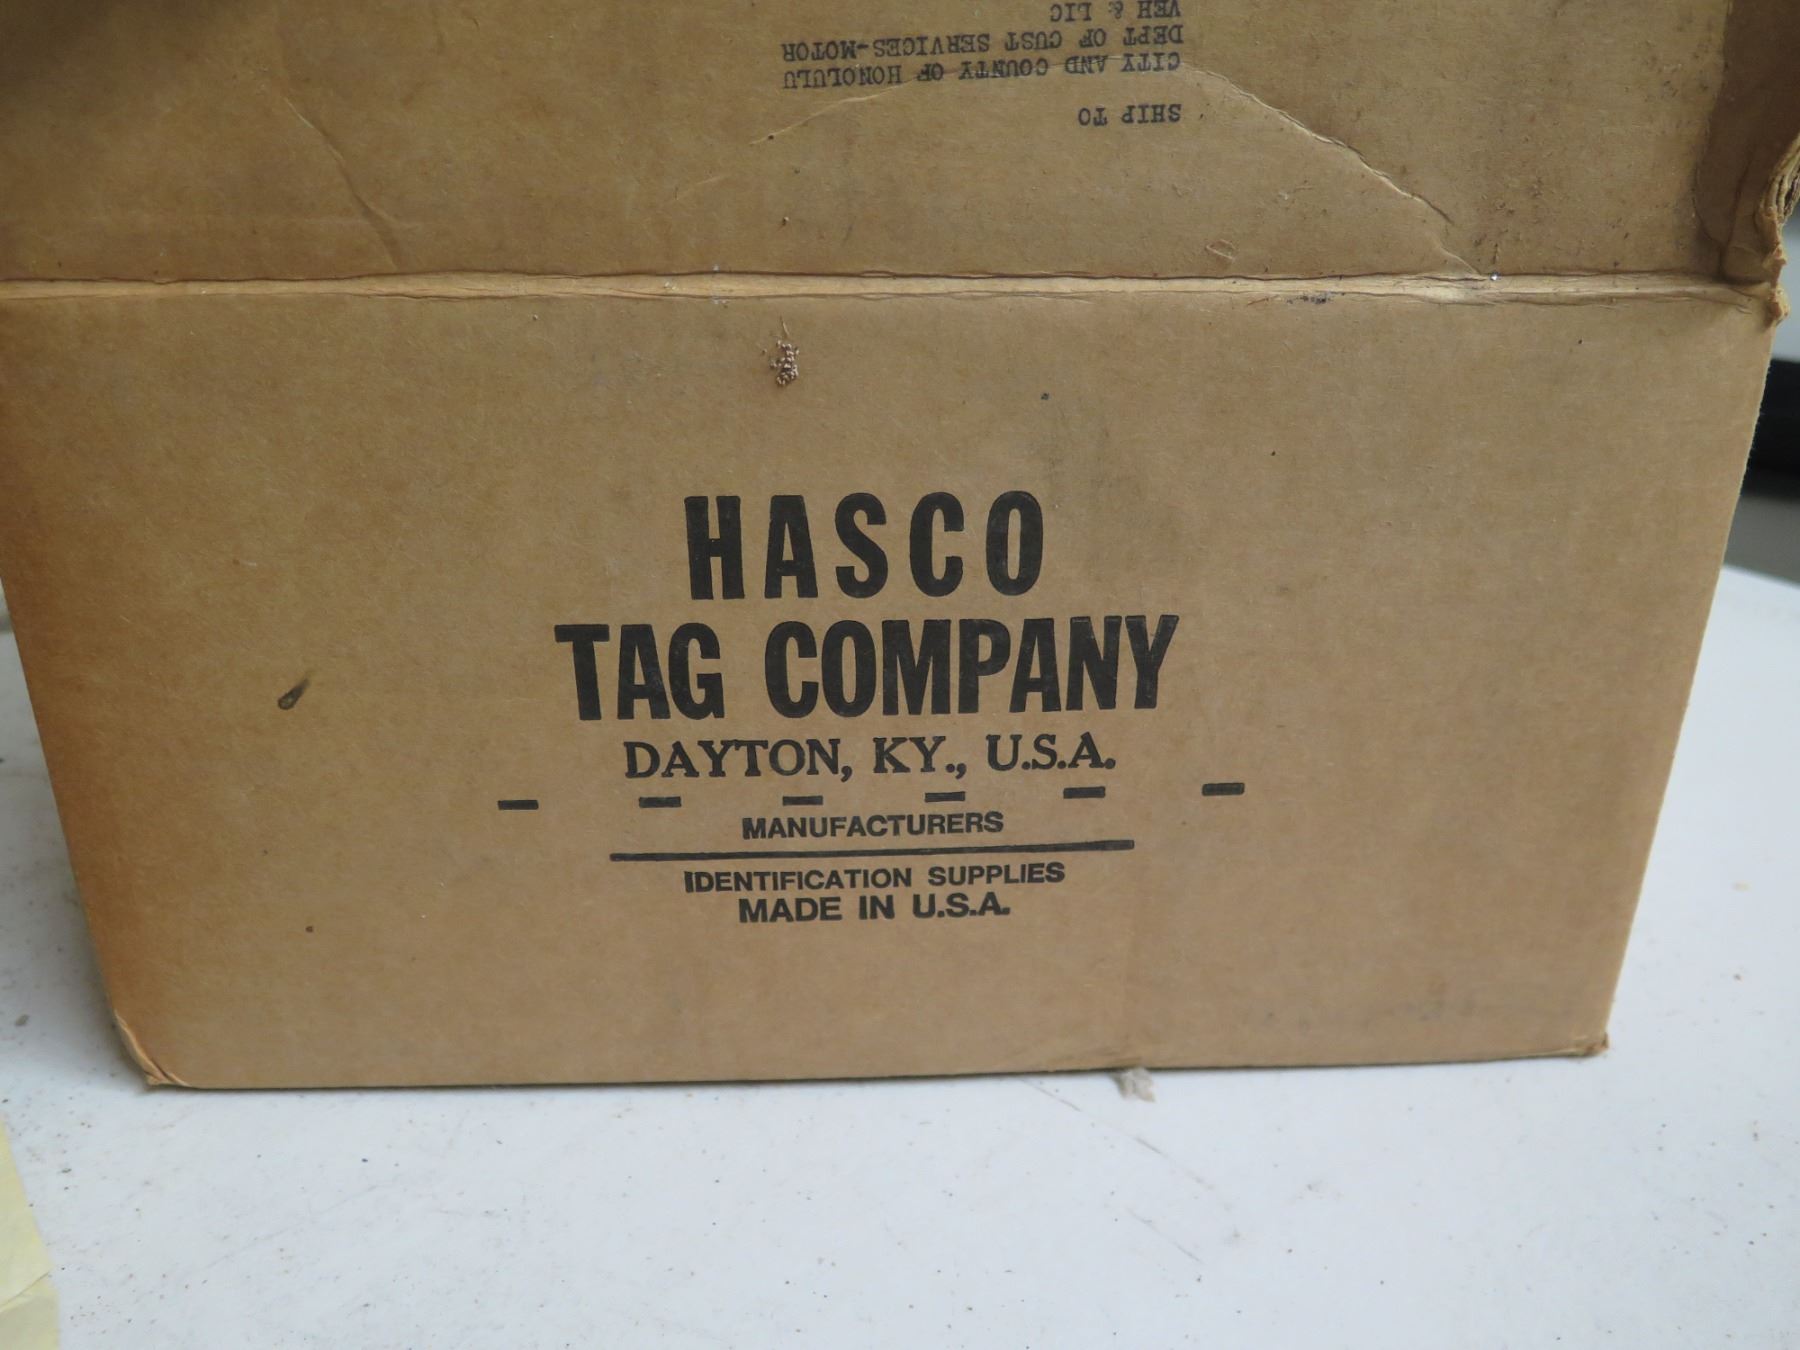 SHIP TO
CITY AND COUNTY OF HONOLULU
DEPT OF CUST SERVICES-MOTOR
VEH & LIC
HASCO
TAG COMPANY
DAYTON, KY., U.S.A.
MANUFACTURERS
IDENTIFICATION SUPPLIES
MADE IN U.S.A.